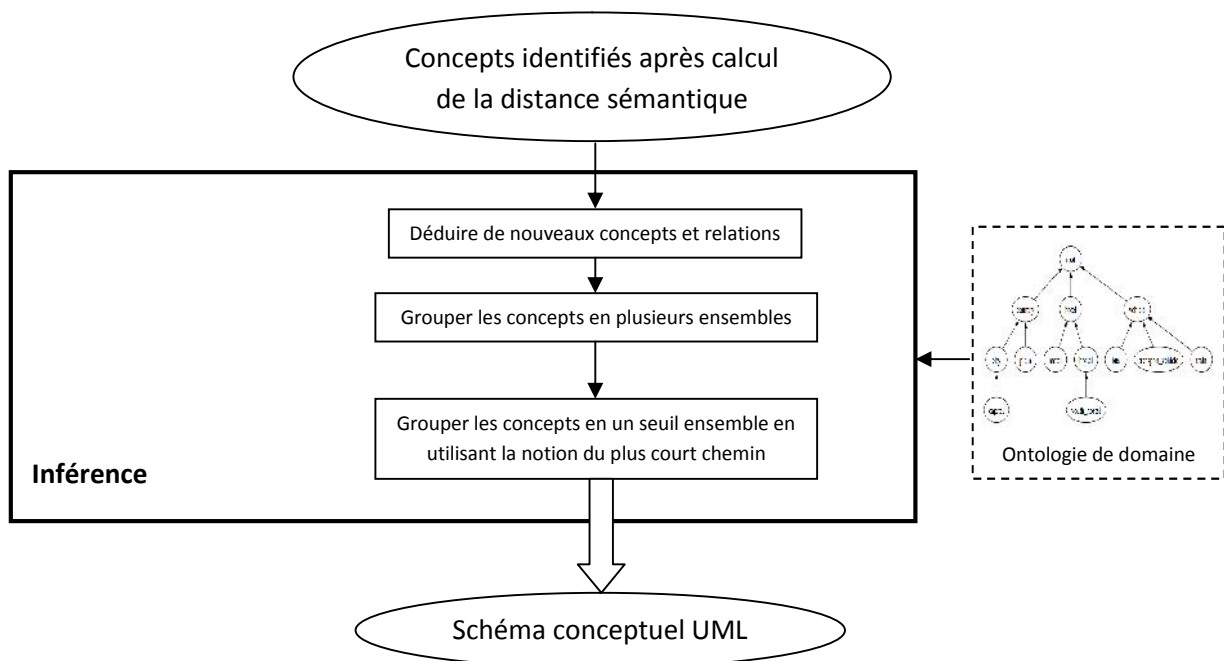 Concepts identifiés après calcul
de la distance sémantique
Déduire de nouveaux concepts et relations
Grouper les concepts en plusieurs ensembles
Grouper les concepts en un seuil ensemble en
utilisant la notion du plus court chemin
Inférence
Ontologie de domaine
Schéma conceptuel UML